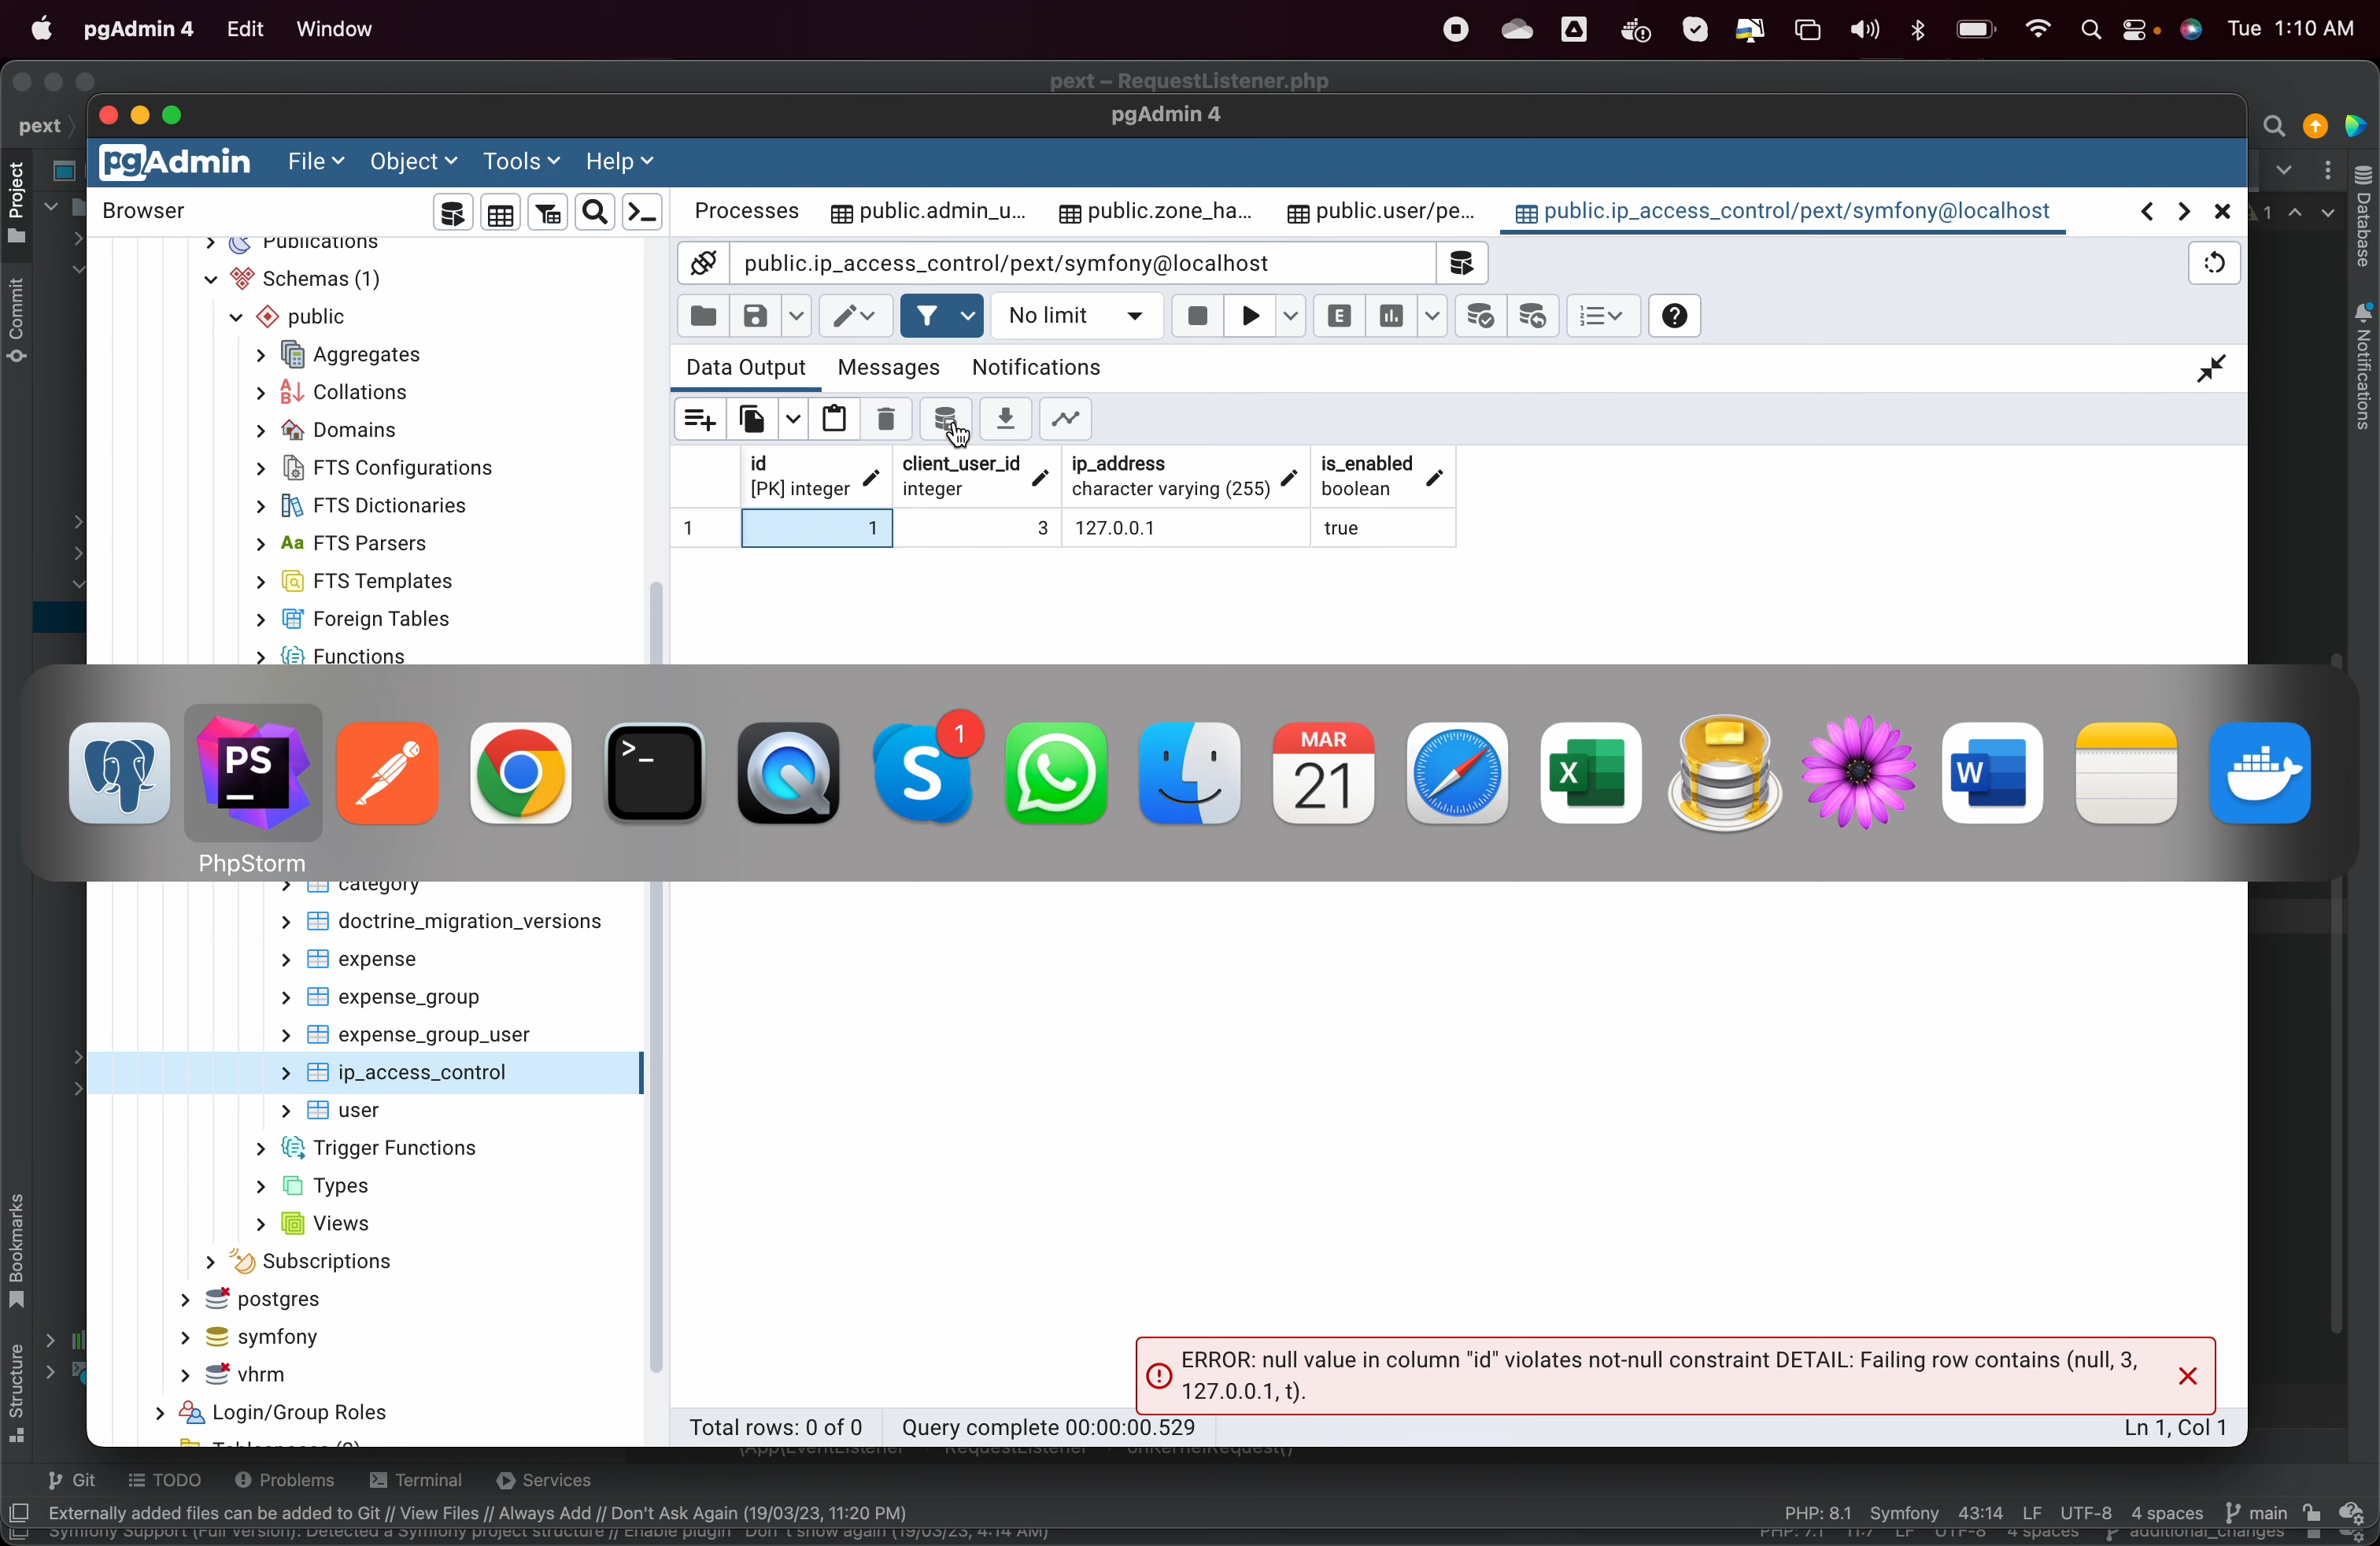 pgAdmin 4 Edit Window Tue 1:10 AM
pext – RequestListener.php
pgAdmin 4
pext
pgAdmin File Object Tools Help
Browser
Processes public.admin_u... public.zone_ha... public.user/pe... public.ip_access_control/pext/symfony@localhost
1
public.ip_access_control/pext/symfony@localhost
No limit
E
Data Output Messages Notifications
id client_user_id ip_address is_enabled
[PK] integer integer character varying (255) boolean
1 1 3 127.0.0.1 true
Publications
Schemas (1)
public
Aggregates
Collations
Domains
FTS Configurations
FTS Dictionaries
Aa FTS Parsers
FTS Templates
Foreign Tables
Functions
PS
1
MAR
21
X
W
S
PhpStorm
category
doctrine_migration_versions
expense
expense_group
expense_group_user
ip_access_control
user
Trigger Functions
Types
Views
Subscriptions
postgres
symfony
vhrm
Login/Group Roles
ERROR: null value in column "id" violates not-null constraint DETAIL: Failing row contains (null, 3,
127.0.0.1, t).
Total rows: 0 of 0 Query complete 00:00:00.529 Ln 1, Col 1
Project
Commit
Bookmarks
Structure
Database
Notifications
Git TODO Problems Terminal Services
Externally added files can be added to Git // View Files // Always Add // Don't Ask Again (19/03/23, 11:20 PM)
PHP: 8.1 Symfony 43:14 LF UTF-8 4 spaces main